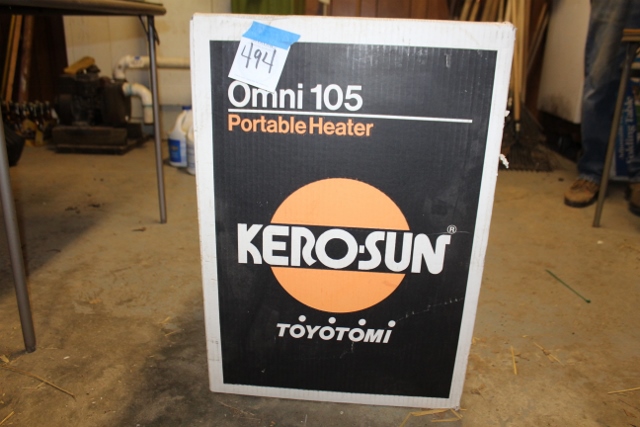 494
Omni 105
Portable Heater
KERO-SUN®
TOYOTOMI